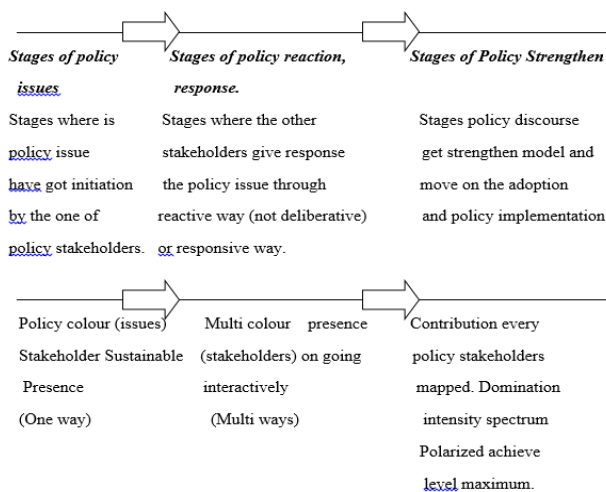 Stages of policy
issues
Stages where is
policy issue
have got initiation
by the one of
policy stakeholders.
Stages of policy reaction,
response.
Stages where the other
stakeholders give response
the policy issue through
reactive way (not deliberative)
or responsive way.
Stages of Policy Strengthen
Stages policy discourse
get strengthen model and
move on the adoption
and policy implementation
Policy colour (issues)
Stakeholder Sustainable
Presence
(One way)
Multi colour presence
(stakeholders) on going
interactively
(Multi ways)
Contribution every
policy stakeholders
mapped. Domination
intensity spectrum
Polarized achieve
level maximum.